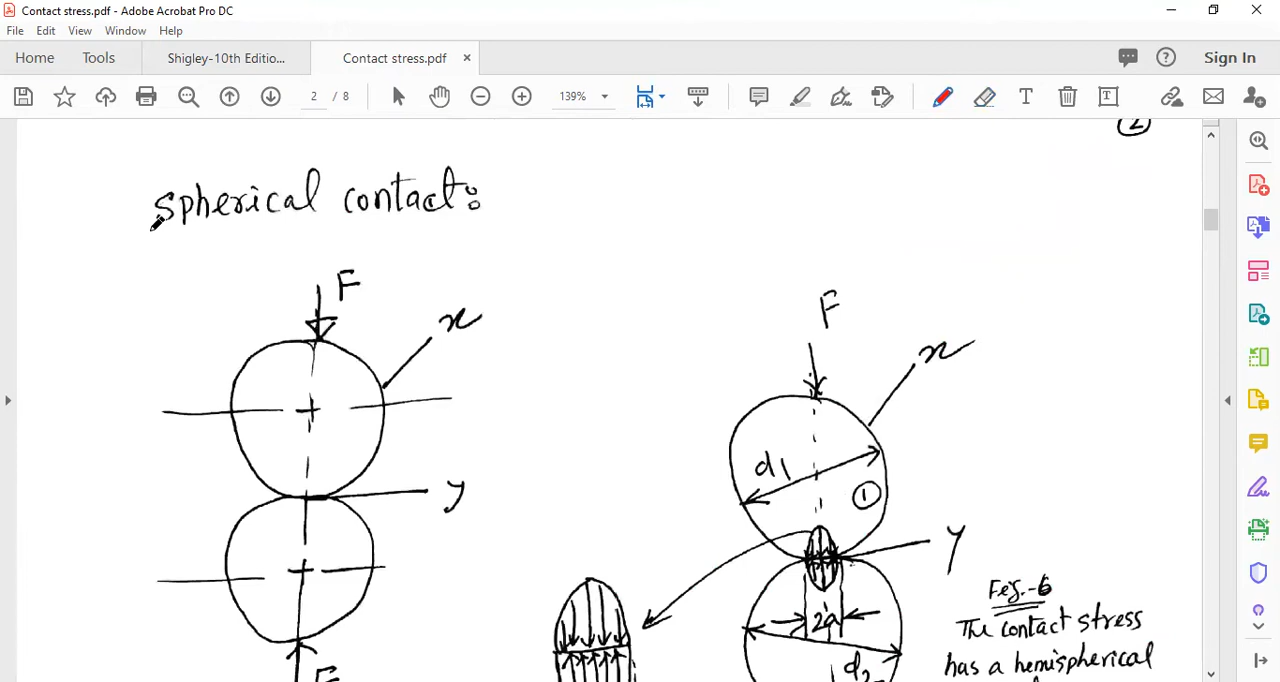 Contact stress.pdf - Adobe Acrobat Pro DC
File Edit View Window Help
Home Tools Shigley-10th Editio... Contact stress.pdf × Sign In
2 / 8 139%
2
spherical contact:
F
x
y
F
F
x
d1
1
y
2a
d2
Fig.-6
The contact stress
has a hemispherical